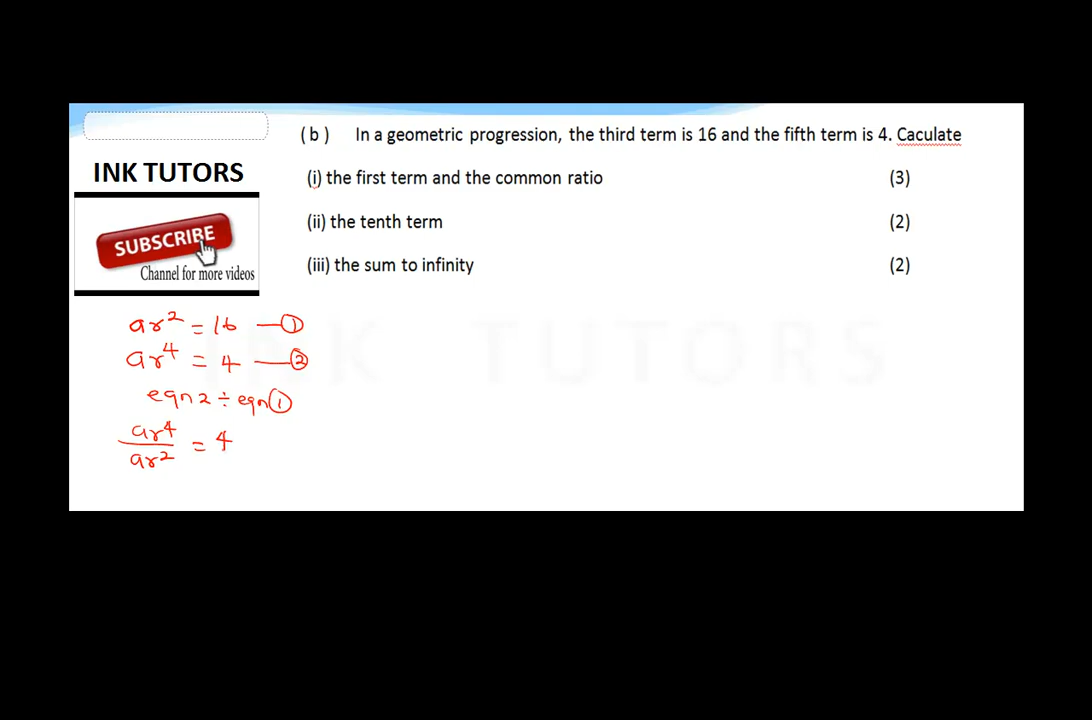 ( b ) In a geometric progression, the third term is 16 and the fifth term is 4. Caculate
INK TUTORS
(i) the first term and the common ratio (3)
(ii) the tenth term (2)
SUBSCRIBE
Channel for more videos
(iii) the sum to infinity (2)
INK TUTORS
ar² = 16 —①
ar⁴ = 4 —②
eqn 2 ÷ eqn ①
ar⁴/ar² = 4